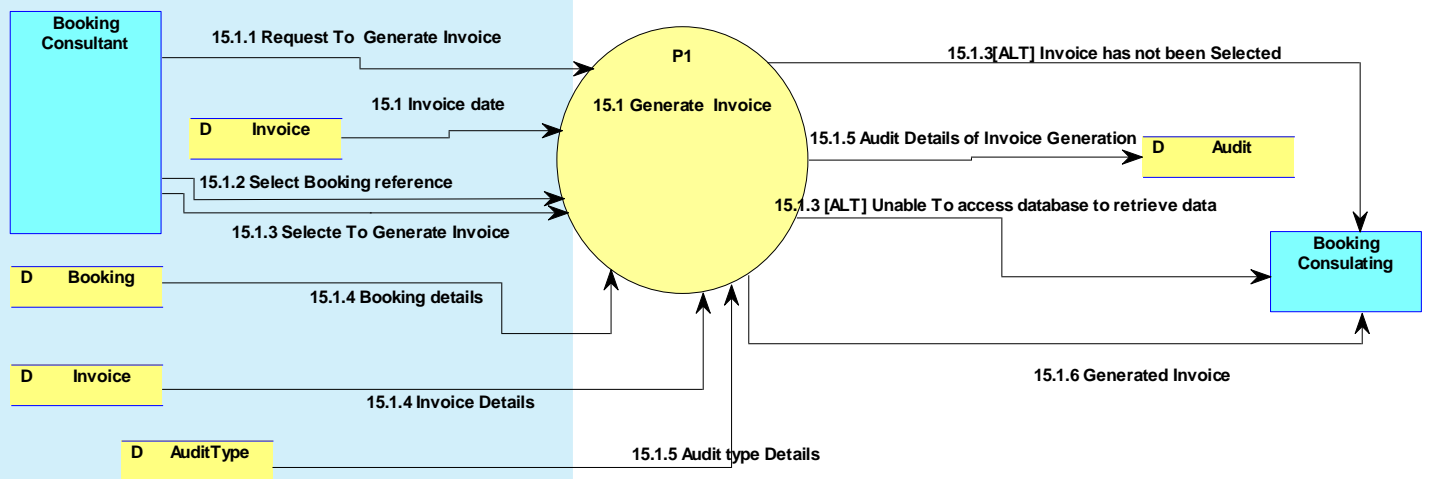 Booking
Consultant
15.1.1 Request To Generate Invoice
P1
15.1.3[ALT] Invoice has not been Selected
15.1 Invoice date
15.1 Generate Invoice
D Invoice
15.1.5 Audit Details of Invoice Generation
D Audit
15.1.2 Select Booking reference
15.1.3 [ALT] Unable To access database to retrieve data
15.1.3 Selecte To Generate Invoice
Booking
Consulating
D Booking
15.1.4 Booking details
D Invoice
15.1.6 Generated Invoice
15.1.4 Invoice Details
D AuditType
15.1.5 Audit type Details